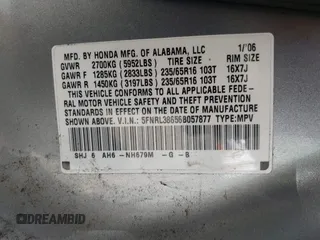 MFD. BY HONDA MFG. OF ALABAMA, LLC 1/'06
GVWR 2700KG (5952LBS) TIRE SIZE RIM SIZE
GAWR F 1285KG (2833LBS) 235/65R16 103T 16X7J
GAWR R 1450KG (3197LBS) 235/65R16 103T 16X7J
THIS VEHICLE CONFORMS TO ALL APPLICABLE FEDE-
RAL MOTOR VEHICLE SAFETY AND THEFT PREVENTION
STANDARDS IN EFFECT ON THE DATE OF MANUFACTURE
SHOWN ABOVE. V.I.N: 5FNRL38656B057877 TYPE:MPV
SHJ 6 AH6 -NH679M -G -B
© DREAMBID
dreambid.com